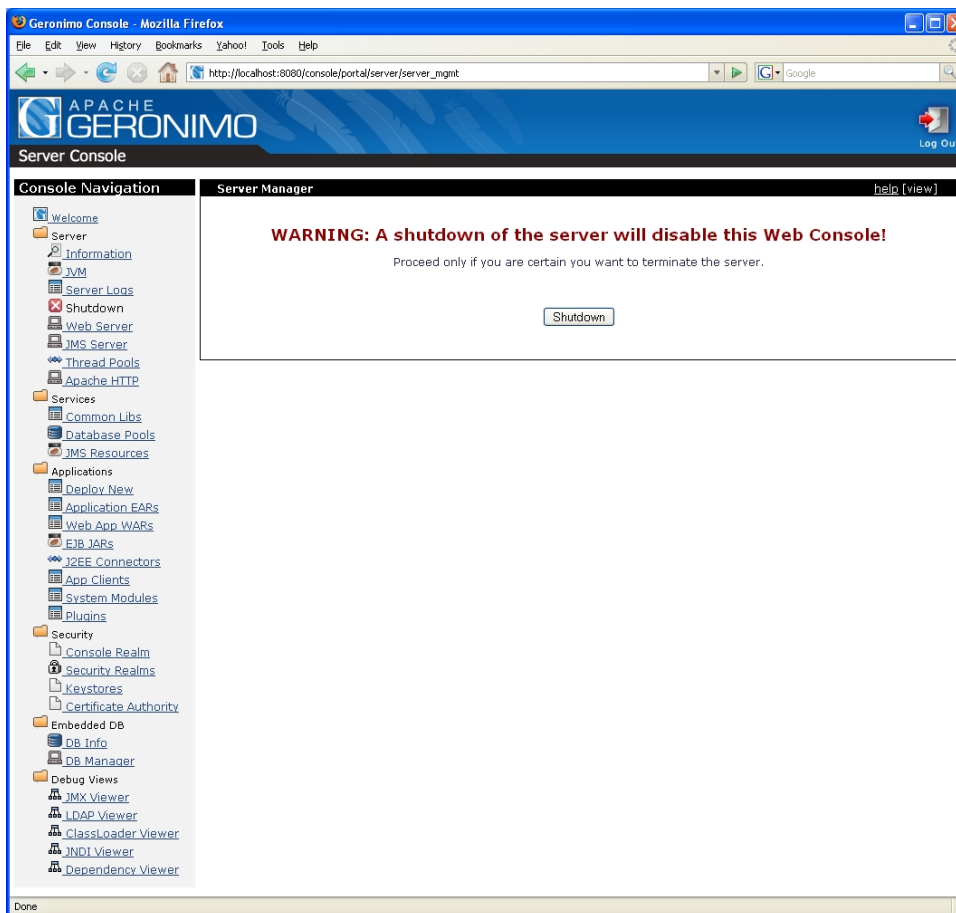 Geronimo Console - Mozilla Firefox
File Edit View History Bookmarks Yahoo! Tools Help
http://localhost:8080/console/portal/server/server_mgmt
G Google
APACHE
GERONIMO
Log Ou
Server Console
Console Navigation
Welcome
Server
Information
JVM
Server Logs
Shutdown
Web Server
JMS Server
Thread Pools
Apache HTTP
Services
Common Libs
Database Pools
JMS Resources
Applications
Deploy New
Application EARs
Web App WARs
EJB JARs
J2EE Connectors
App Clients
System Modules
Plugins
Security
Console Realm
Security Realms
Keystores
Certificate Authority
Embedded DB
DB Info
DB Manager
Debug Views
JMX Viewer
LDAP Viewer
ClassLoader Viewer
JNDI Viewer
Dependency Viewer
Server Manager help [view]
WARNING: A shutdown of the server will disable this Web Console!
Proceed only if you are certain you want to terminate the server.
Shutdown
Done